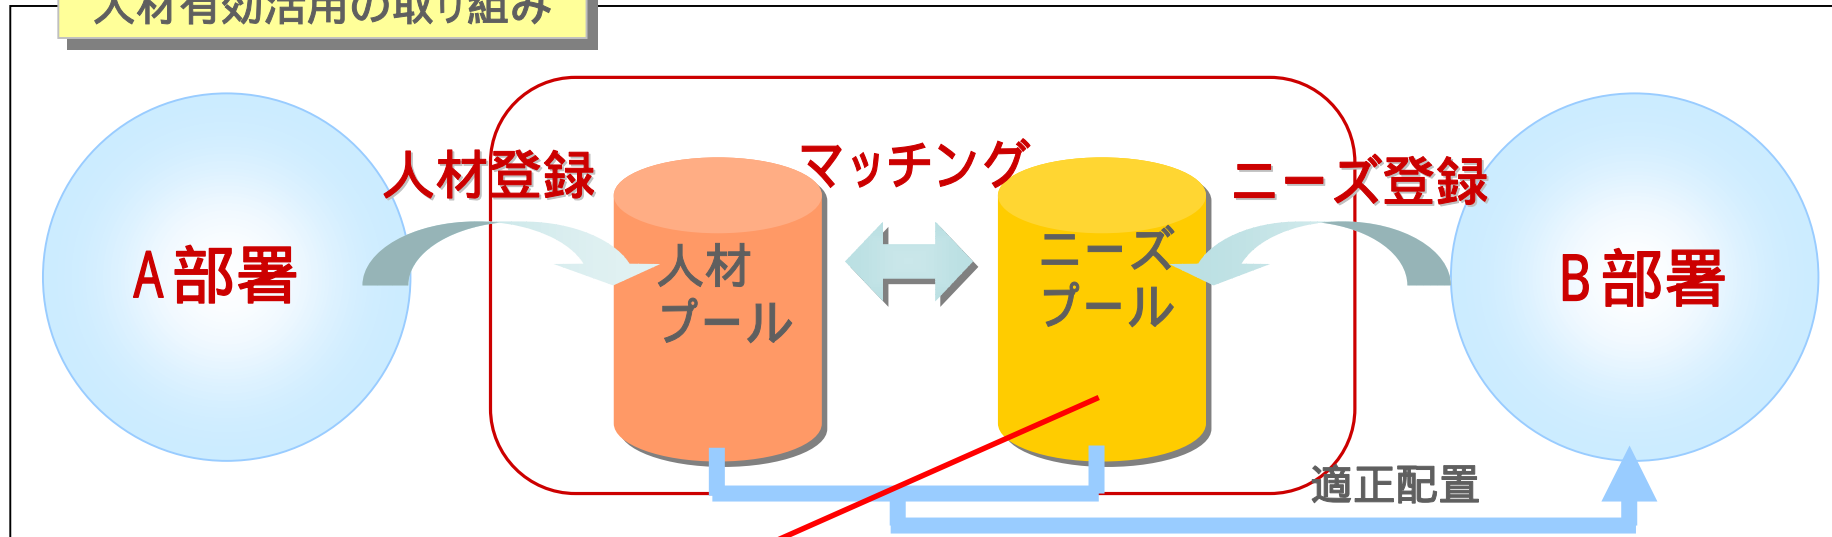 人材有効活用の取り組み
人材登録
マッチング
ニーズ登録
A部署
人材
プール
ニーズ
プール
B部署
適正配置